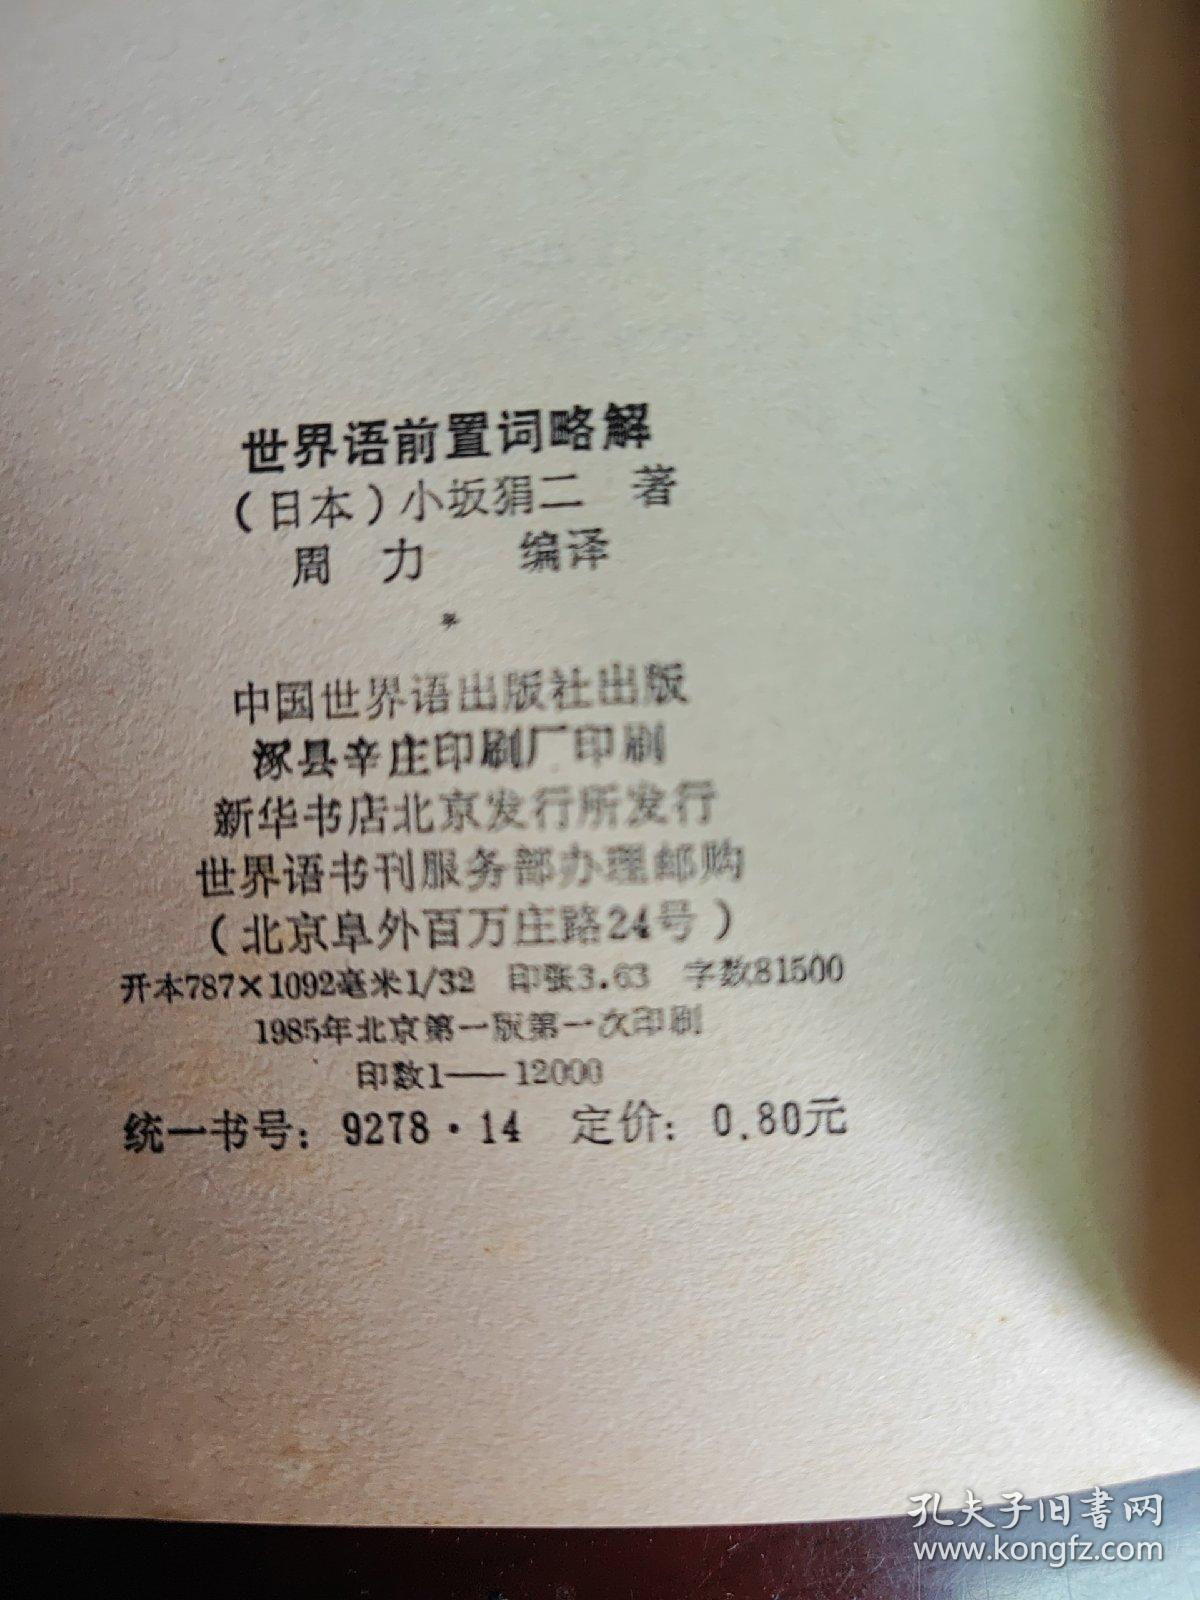 世界语前置词略解
（日本）小坂狷二 著
周 力 编译
*
中国世界语出版社出版
涿县辛庄印刷厂印刷
新华书店北京发行所发行
世界语书刊服务部办理邮购
（北京阜外百万庄路24号）
开本787×1092毫米1/32 印张3.63 字数81500
1985年北京第一版第一次印刷
印数1——12000
统一书号：9278·14 定价：0.80元
孔夫子旧書网
www.kongfz.com